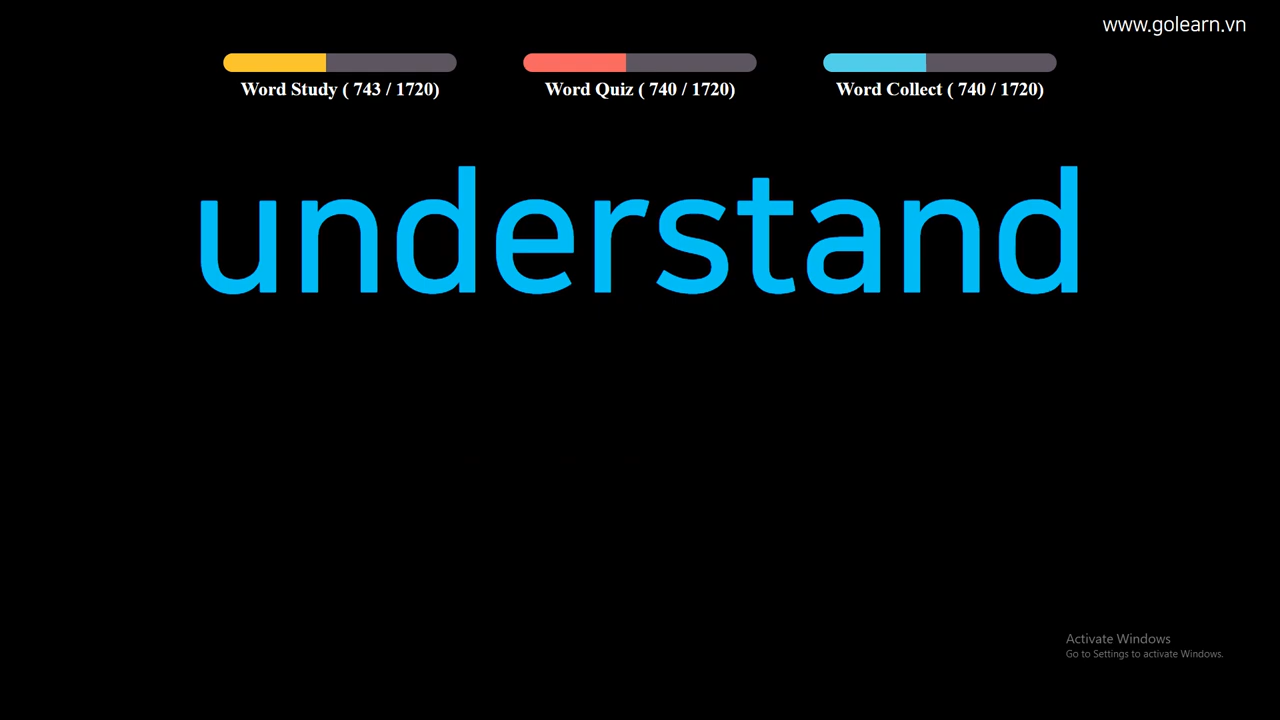 www.golearn.vn
Word Study ( 743 / 1720)
Word Quiz ( 740 / 1720)
Word Collect ( 740 / 1720)
understand
Activate Windows
Go to Settings to activate Windows.